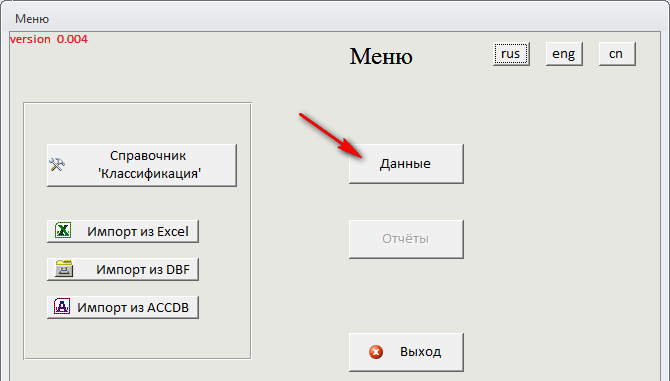 Меню
version 0.004
Меню
rus
eng
cn
Справочник
'Классификация'
Данные
Импорт из Excel
Отчёты
Импорт из DBF
Импорт из ACCDB
Выход